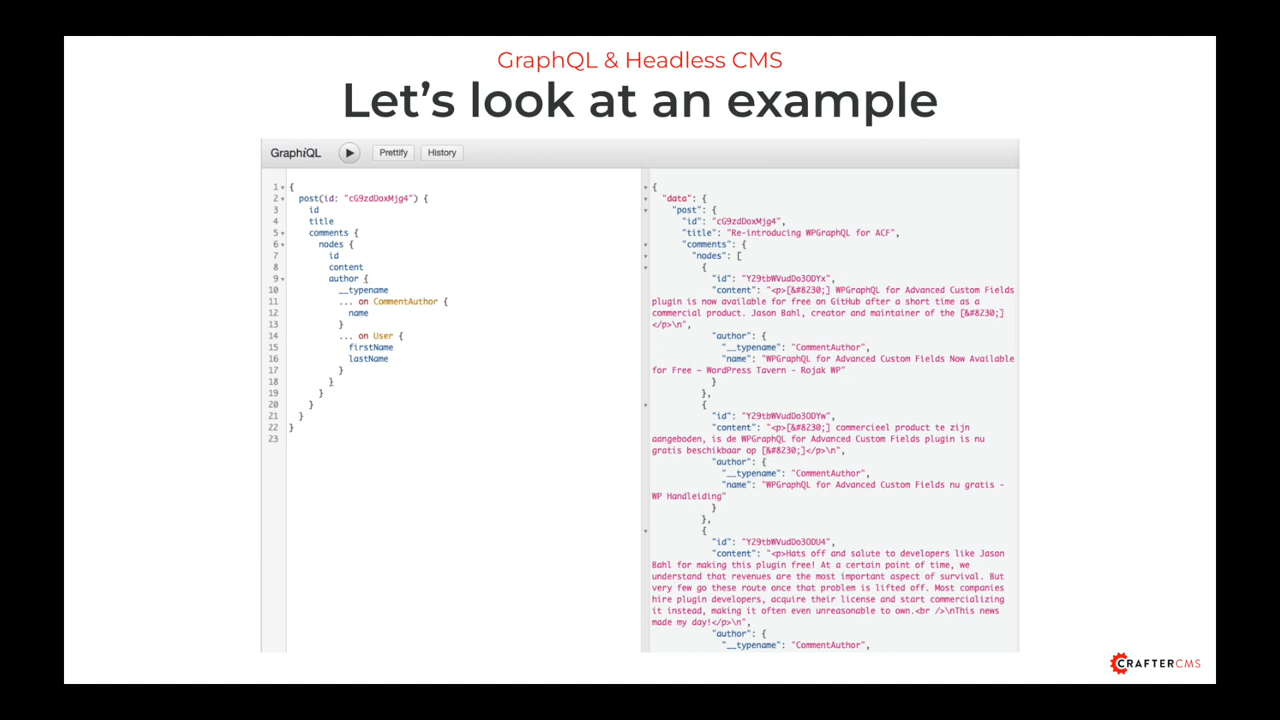 GraphQL & Headless CMS
Let's look at an example
GraphiQL Prettify History
1 {
2 post(id: "cG9zdDoxMjg4") {
3 id
4 title
5 comments {
6 nodes {
7 id
8 content
9 author {
10 __typename
11 ... on CommentAuthor {
12 name
13 }
14 ... on User {
15 firstName
16 lastName
17 }
18 }
19 }
20 }
21 }
22 }
23
{
"data": {
"post": {
"id": "cG9zdDoxMjg4",
"title": "Re-introducing WPGraphQL for ACF",
"comments": {
"nodes": [
{
"id": "Y29tbWVudDo3ODYx",
"content": "<p>[&#8230;] WPGraphQL for Advanced Custom Fields
plugin is now available for free on GitHub after a short time as a
commercial product. Jason Bahl, creator and maintainer of the [&#8230;]
</p>\n",
"author": {
"__typename": "CommentAuthor",
"name": "WPGraphQL for Advanced Custom Fields Now Available
for Free – WordPress Tavern - Rojak WP"
}
},
{
"id": "Y29tbWVudDo3ODYw",
"content": "<p>[&#8230;] commercieel product te zijn
aangeboden, is de WPGraphQL for Advanced Custom Fields plugin is nu
gratis beschikbaar op [&#8230;]</p>\n",
"author": {
"__typename": "CommentAuthor",
"name": "WPGraphQL for Advanced Custom Fields nu gratis -
WP Handleiding"
}
},
{
"id": "Y29tbWVudDo3ODU4",
"content": "<p>Hats off and salute to developers like Jason
Bahl for making this plugin free! At a certain point of time, we
understand that revenues are the most important aspect of survival. But
very few go these route once that problem is lifted off. Most companies
hire plugin developers, acquire their license and start commercializing
it instead, making it often even unreasonable to own.<br />\nThis news
made my day!</p>\n",
"author": {
"__typename": "CommentAuthor",
CRAFTERCMS